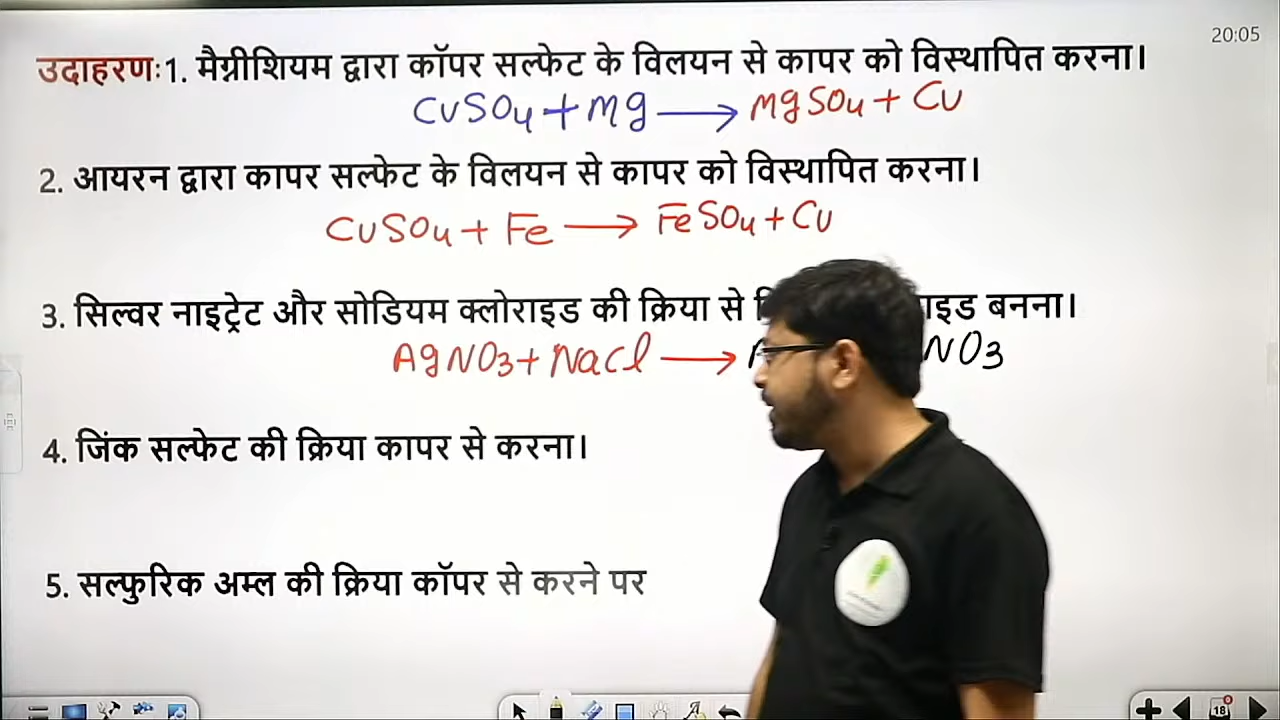 20:05
उदाहरणः1. मैग्नीशियम द्वारा कॉपर सल्फेट के विलयन से कापर को विस्थापित करना।
CuSO4 + Mg → MgSO4 + Cu
2. आयरन द्वारा कापर सल्फेट के विलयन से कापर को विस्थापित करना।
CuSO4 + Fe → FeSO4 + Cu
3. सिल्वर नाइट्रेट और सोडियम क्लोराइड की क्रिया से बनना।
AgNO3 + NaCl → NO3
4. जिंक सल्फेट की क्रिया कापर से करना।
5. सल्फुरिक अम्ल की क्रिया कॉपर से करने पर
18